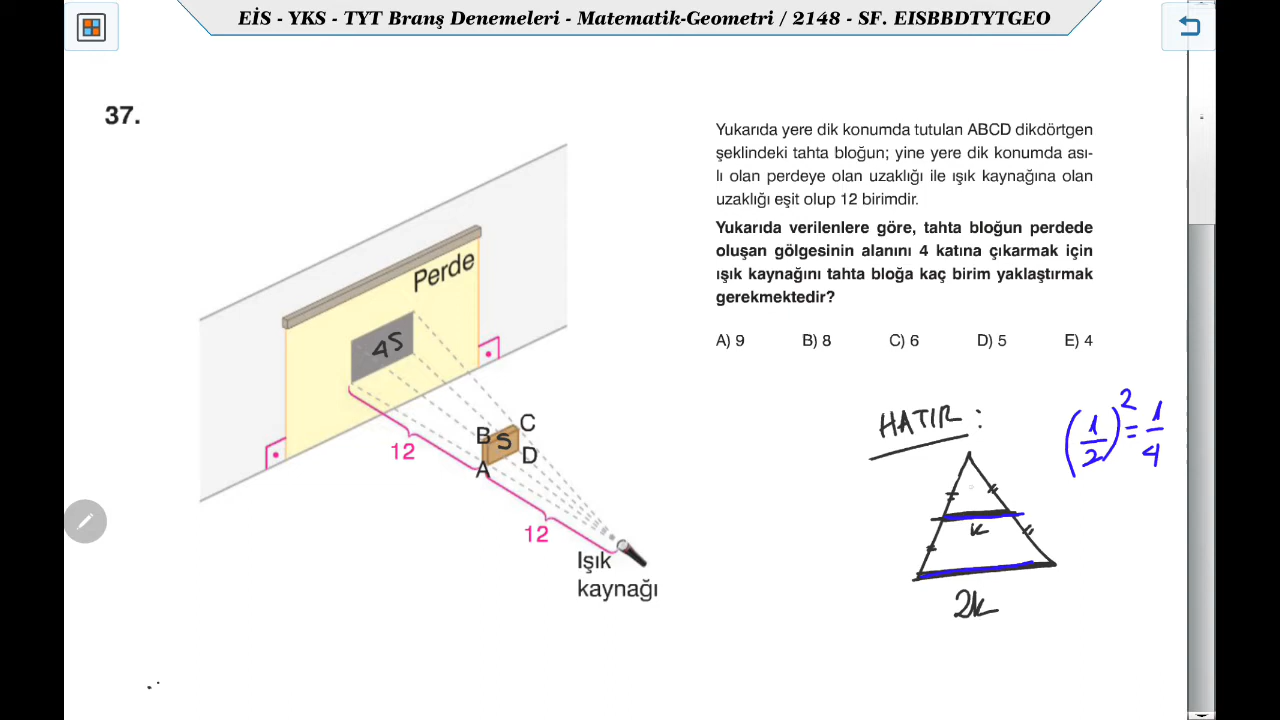 EİS - YKS - TYT Branş Denemeleri - Matematik-Geometri / 2148 - SF. EISBBDTYTGEO
37.
Perde
4S
B
C
S
A
D
12
12
Işık
kaynağı
Yukarıda yere dik konumda tutulan ABCD dikdörtgen
şeklindeki tahta bloğun; yine yere dik konumda ası-
lı olan perdeye olan uzaklığı ile ışık kaynağına olan
uzaklığı eşit olup 12 birimdir.
Yukarıda verilenlere göre, tahta bloğun perdede
oluşan gölgesinin alanını 4 katına çıkarmak için
ışık kaynağını tahta bloğa kaç birim yaklaştırmak
gerekmektedir?
A) 9 B) 8 C) 6 D) 5 E) 4
HATIR :
(1/2)² = 1/4
k
2k